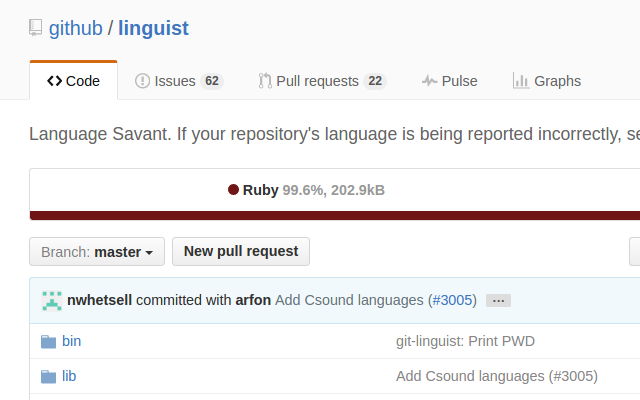 github / linguist
Code Issues 62 Pull requests 22 Pulse Graphs
Language Savant. If your repository's language is being reported incorrectly,
Ruby 99.6%, 202.9kB
Branch: master New pull request
nwhetsell committed with arfon Add Csound languages (#3005) ...
bin git-linguist: Print PWD
lib Add Csound languages (#3005)